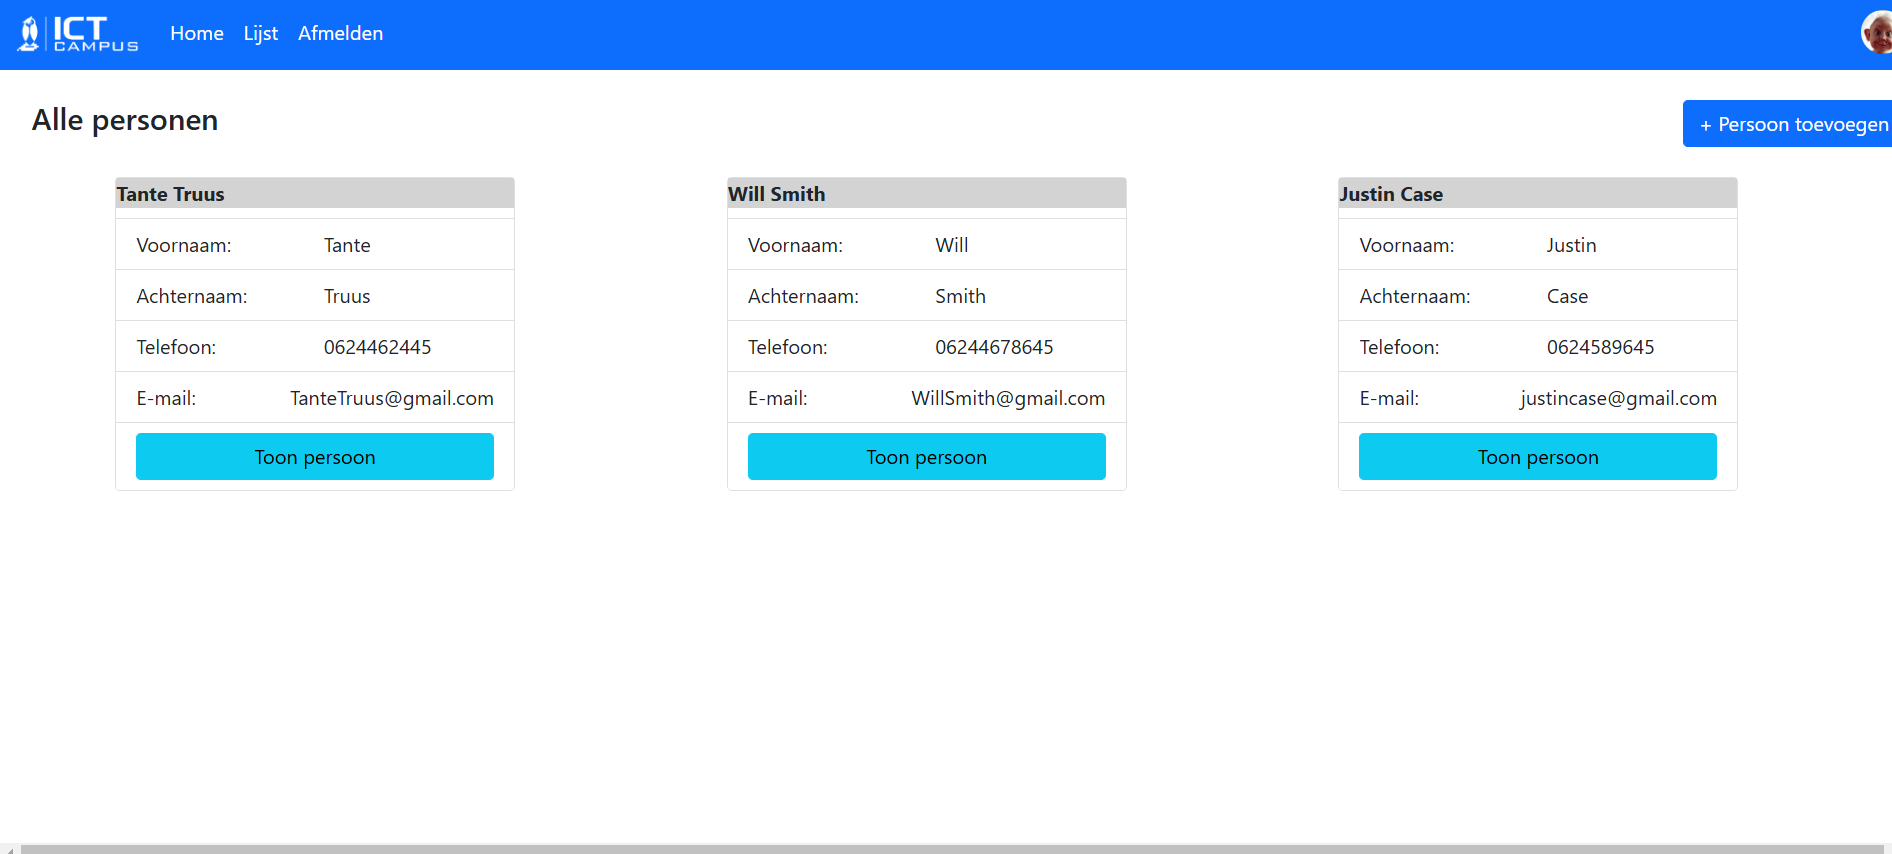 ICT
CAMPUS
Home Lijst Afmelden
Alle personen
+ Persoon toevoegen
Tante Truus
Voornaam: Tante
Achternaam: Truus
Telefoon: 0624462445
E-mail: TanteTruus@gmail.com
Toon persoon
Will Smith
Voornaam: Will
Achternaam: Smith
Telefoon: 06244678645
E-mail: WillSmith@gmail.com
Toon persoon
Justin Case
Voornaam: Justin
Achternaam: Case
Telefoon: 0624589645
E-mail: justincase@gmail.com
Toon persoon